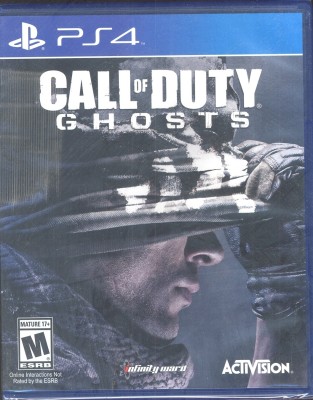 PS4
CALL OF DUTY
GHOSTS
MATURE 17+
M
ESRB
Online Interactions Not
Rated by the ESRB
infinity ward
ACTIVISION.